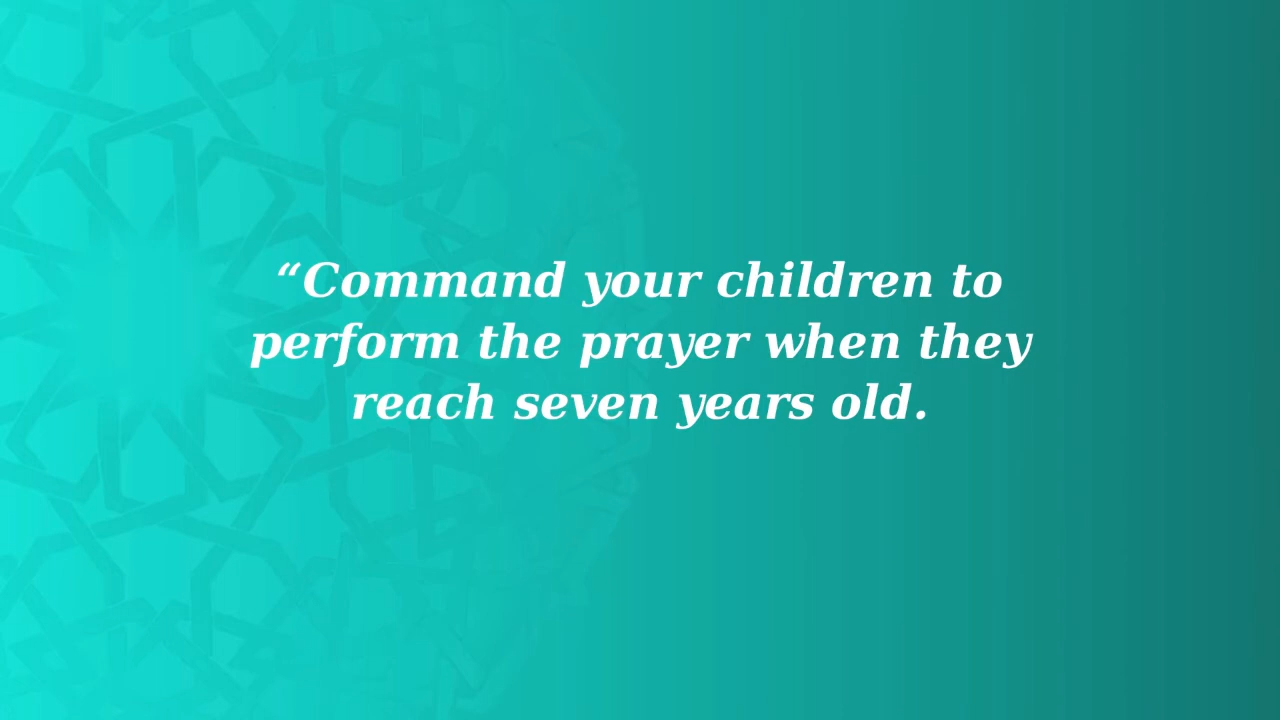 “Command your children to
perform the prayer when they
reach seven years old.